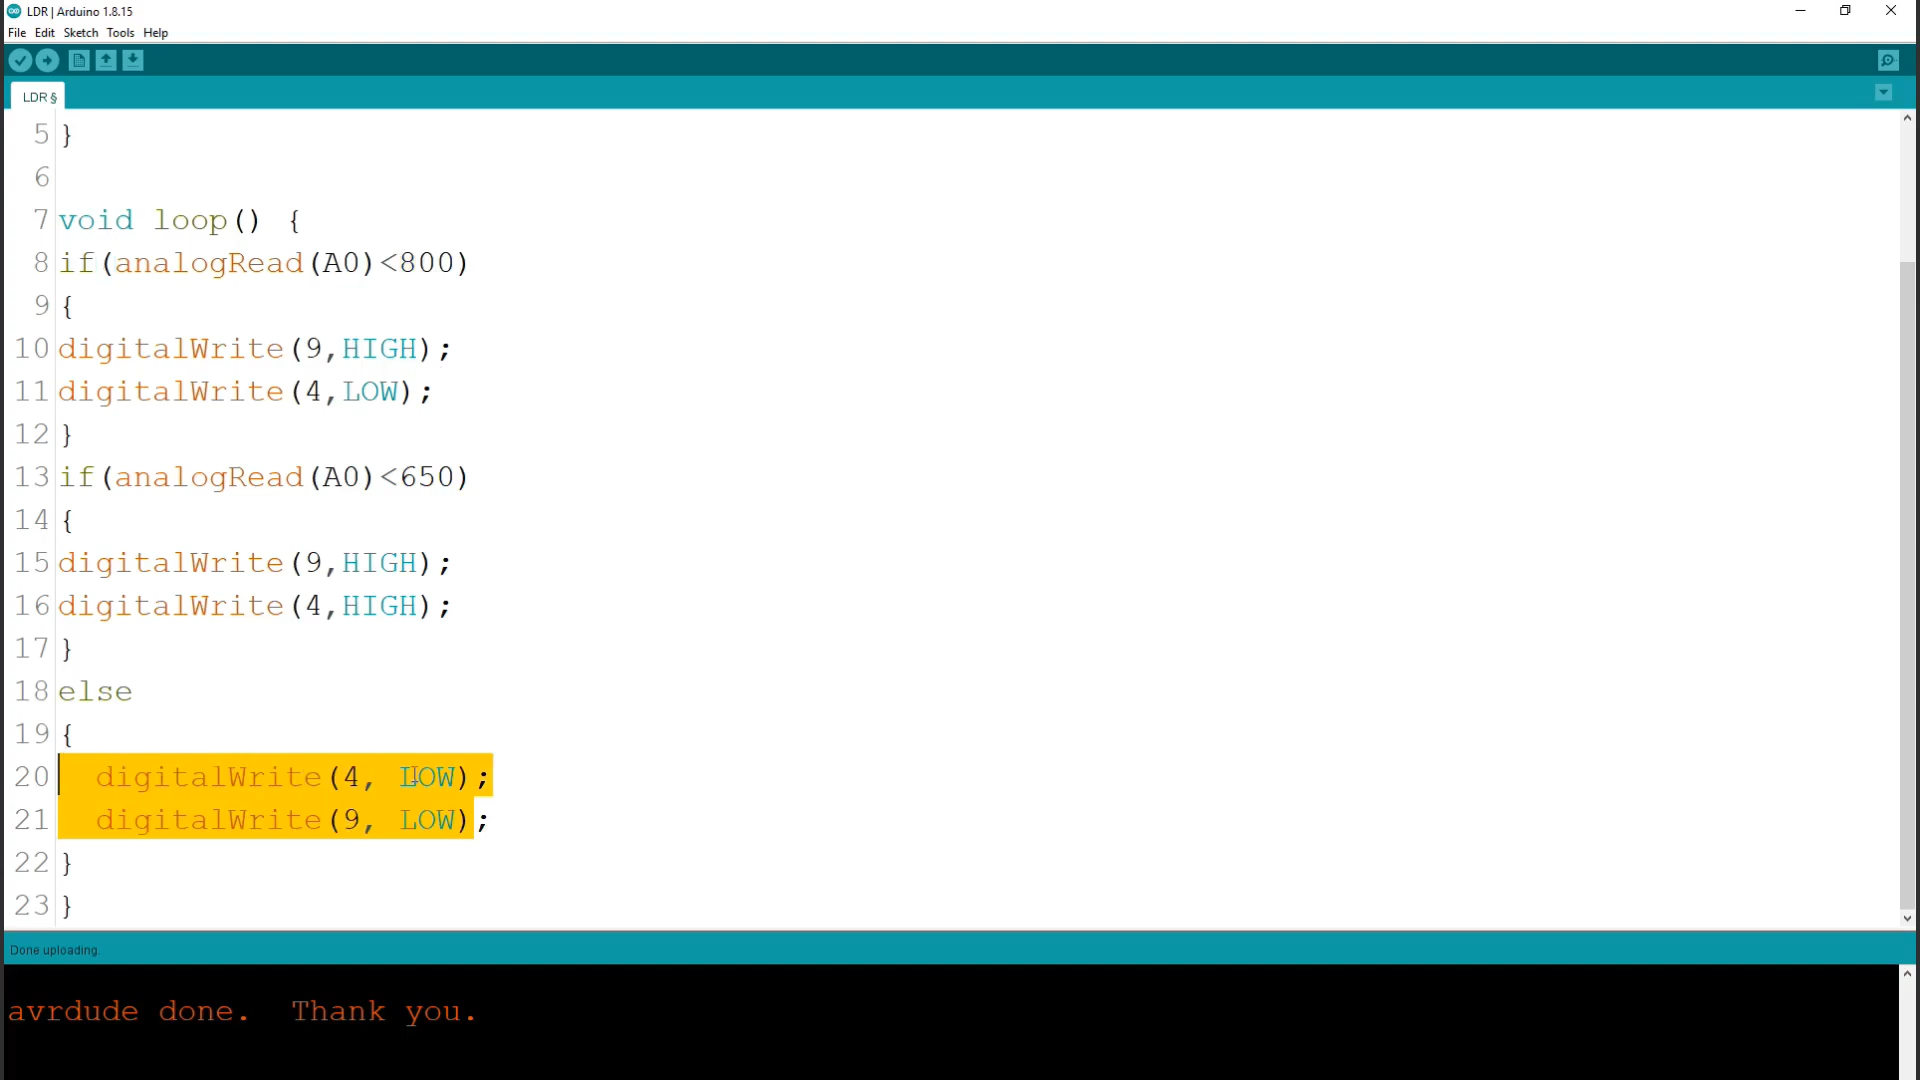 LDR | Arduino 1.8.15
File Edit Sketch Tools Help
LDR §
5 }
6
7 void loop() {
8 if(analogRead(A0)<800)
9 {
10 digitalWrite(9,HIGH);
11 digitalWrite(4,LOW);
12 }
13 if(analogRead(A0)<650)
14 {
15 digitalWrite(9,HIGH);
16 digitalWrite(4,HIGH);
17 }
18 else
19 {
20   digitalWrite(4, LOW);
21   digitalWrite(9, LOW);
22 }
23 }
Done uploading.
avrdude done.  Thank you.